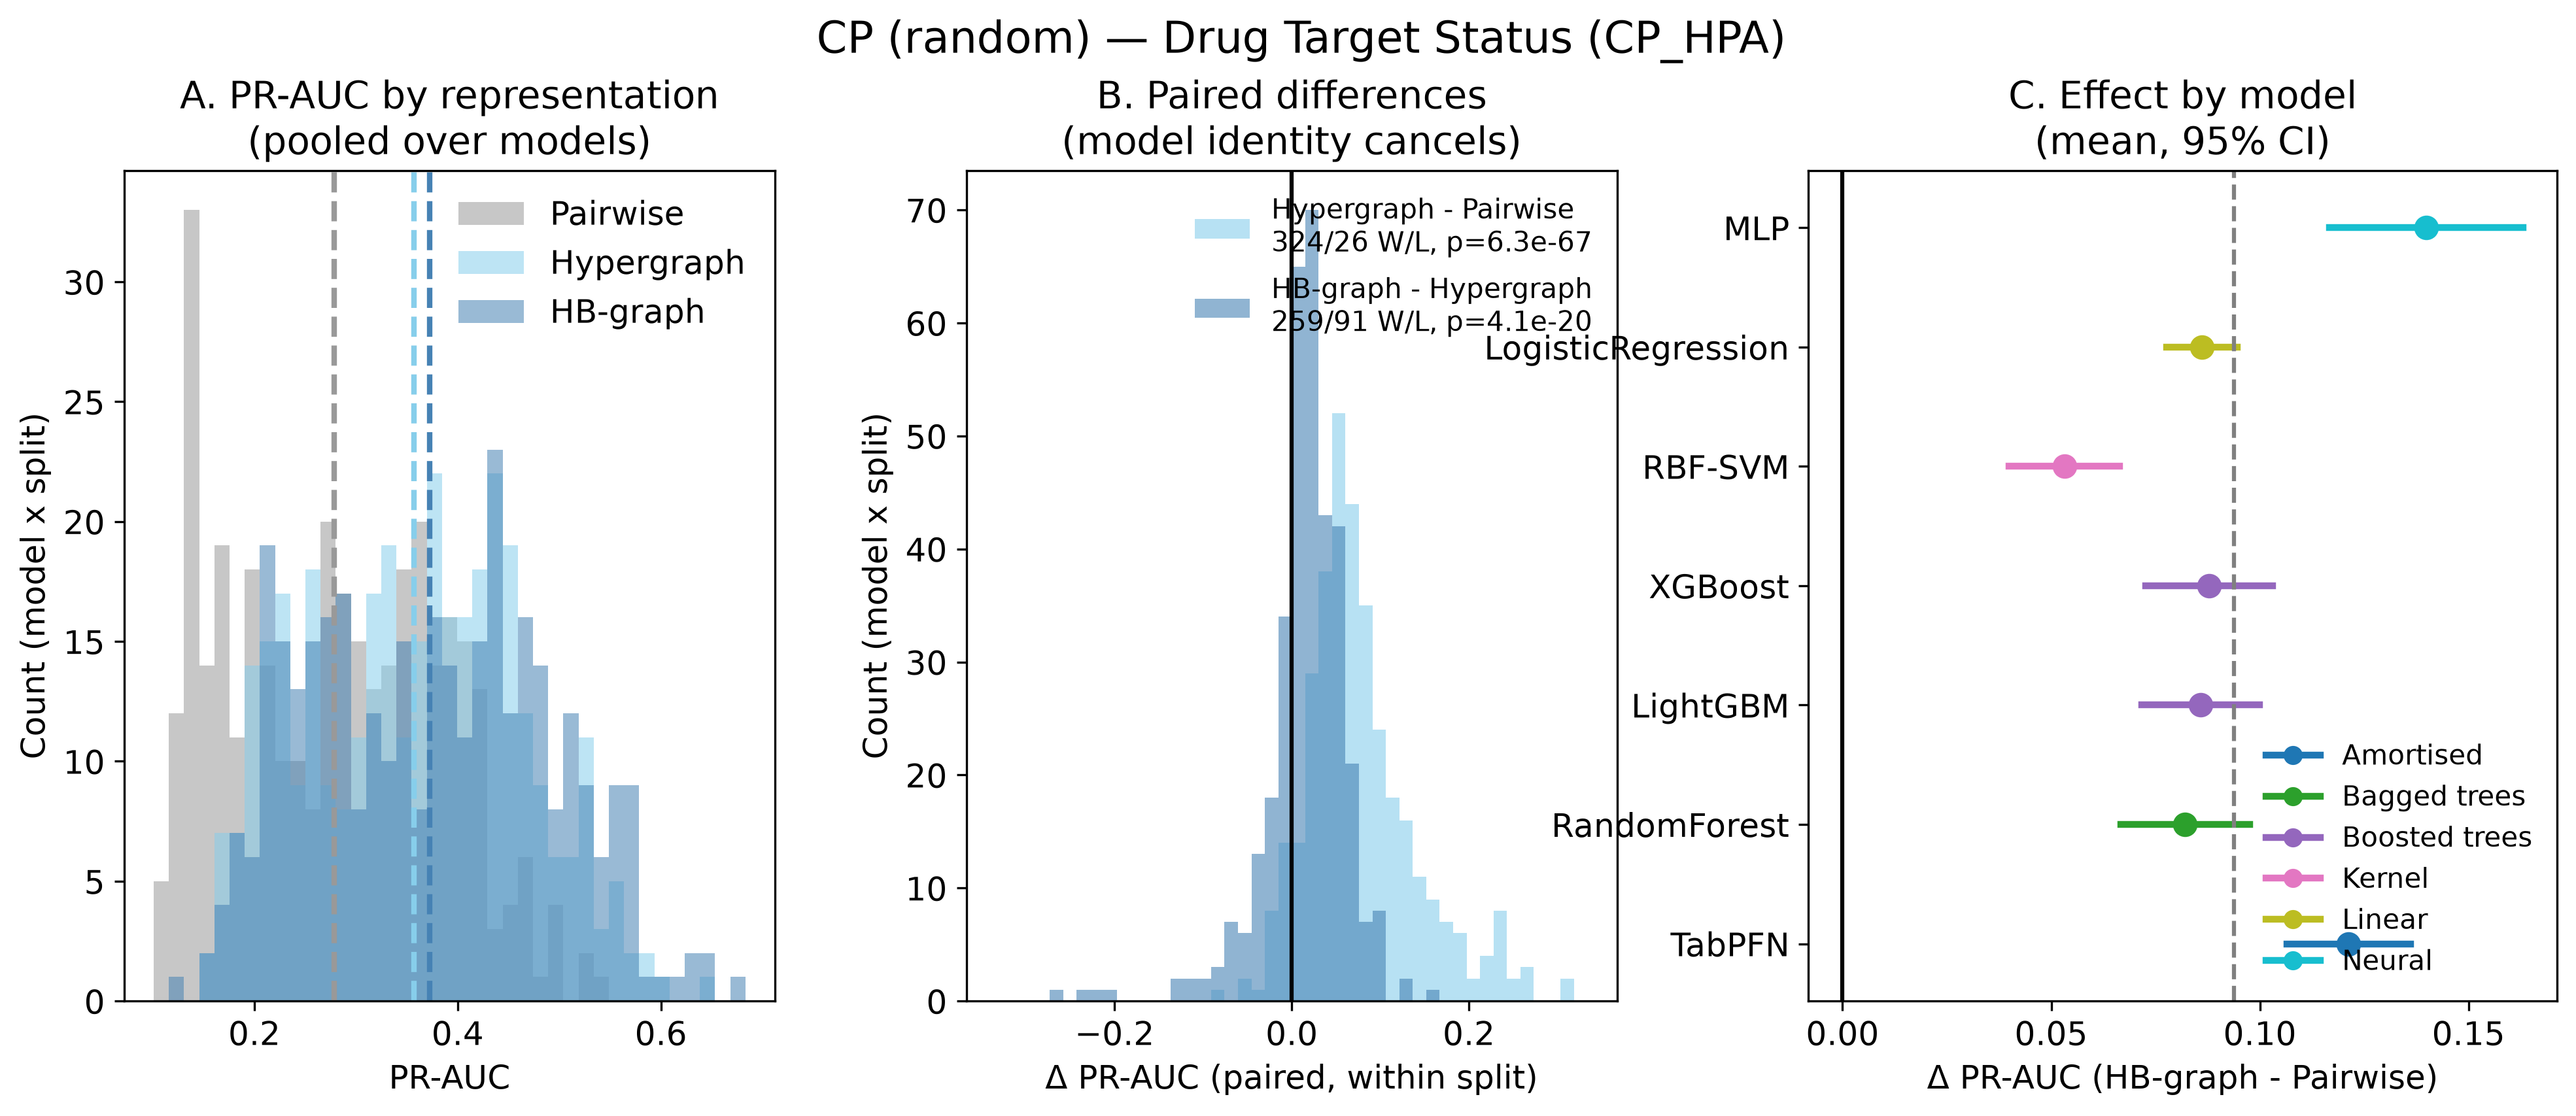 CP (random) — Drug Target Status (CP_HPA)
A. PR-AUC by representation
(pooled over models)
Pairwise
Hypergraph
HB-graph
30
25
20
15
10
5
0
Count (model x split)
0.2
0.4
0.6
PR-AUC
B. Paired differences
(model identity cancels)
Hypergraph - Pairwise
324/26 W/L, p=6.3e-67
HB-graph - Hypergraph
259/91 W/L, p=4.1e-20
70
60
50
40
30
20
10
0
Count (model x split)
−0.2
0.0
0.2
Δ PR-AUC (paired, within split)
C. Effect by model
(mean, 95% CI)
MLP
LogisticRegression
RBF-SVM
XGBoost
LightGBM
RandomForest
TabPFN
Amortised
Bagged trees
Boosted trees
Kernel
Linear
Neural
0.00
0.05
0.10
0.15
Δ PR-AUC (HB-graph - Pairwise)